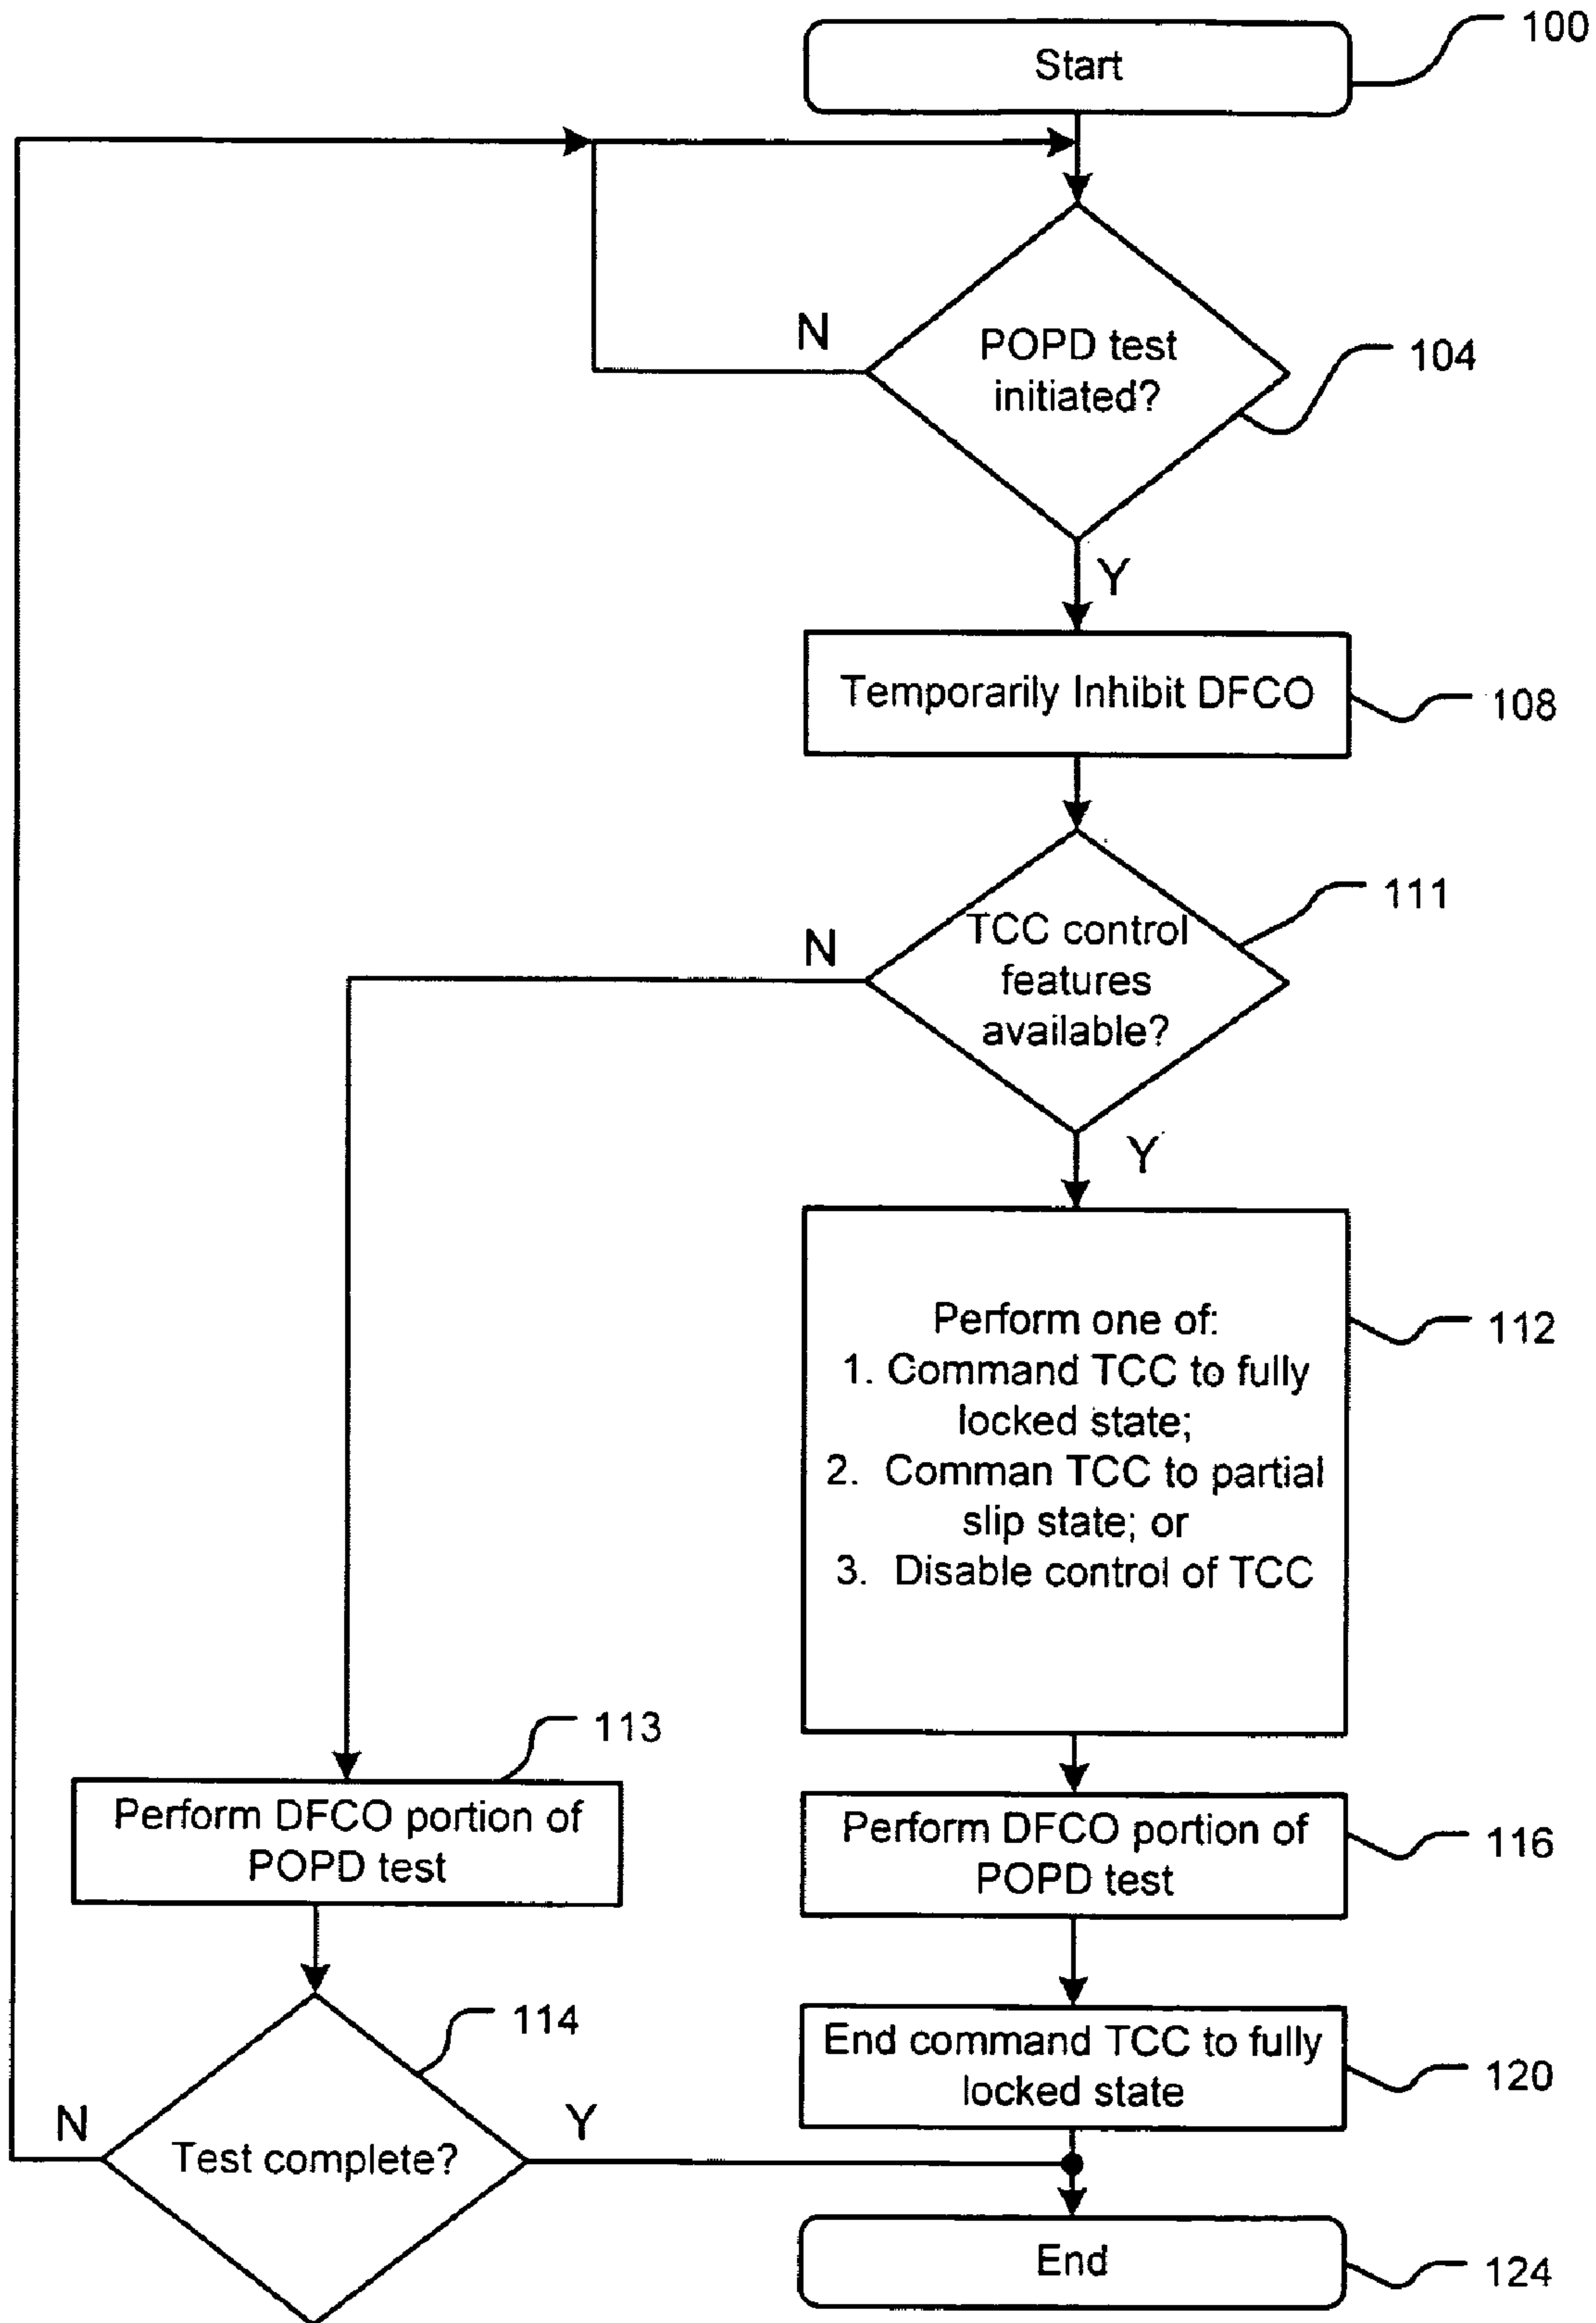 100
Start
N
POPD test
initiated?
104
Y
Temporarily Inhibit DFCO
108
111
N
TCC control
features
available?
Y
Perform one of:
1. Command TCC to fully
locked state;
2. Comman TCC to partial
slip state; or
3. Disable control of TCC
112
113
Perform DFCO portion of
POPD test
Perform DFCO portion of
POPD test
116
114
End command TCC to fully
locked state
120
N
Y
Test complete?
End
124